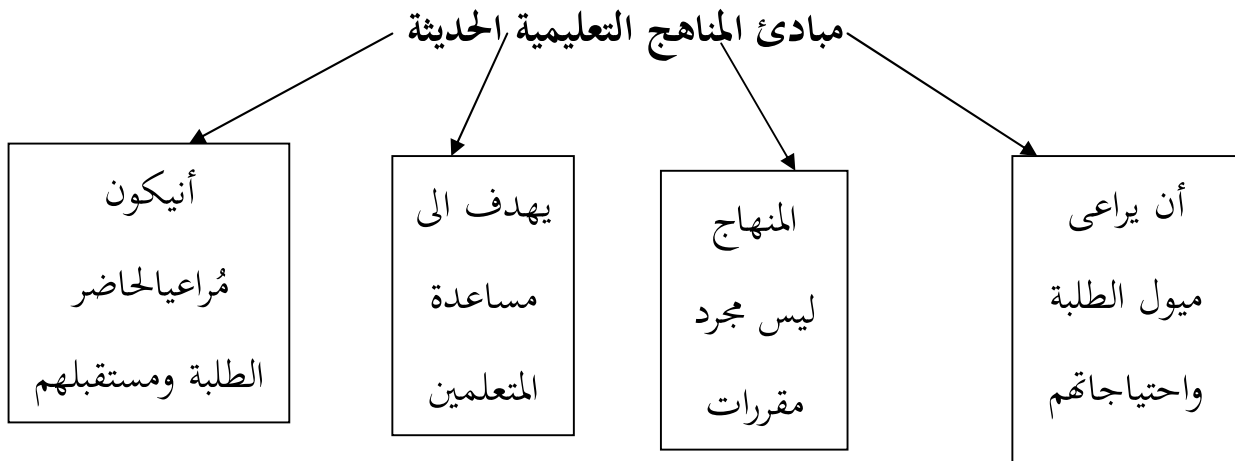 مبادئ المناهج التعليمية الحديثة
أن يراعى
ميول الطلبة
واحتياجاتهم
المنهاج
ليس مجرد
مقررات
يهدف الى
مساعدة
المتعلمين
أنيكون
مُراعيالحاضر
الطلبة ومستقبلهم